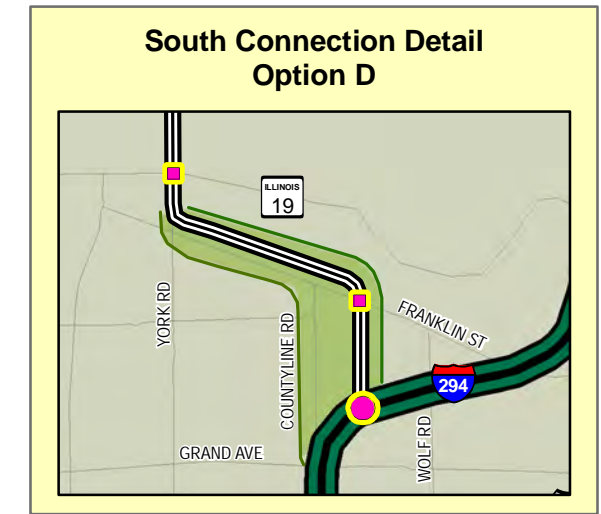 South Connection Detail
Option D
ILLINOIS
19
YORK RD
COUNTYLINE RD
FRANKLIN ST
294
WOLF RD
GRAND AVE